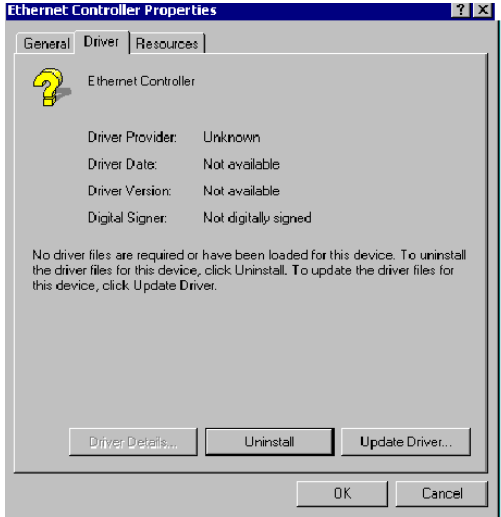 Ethernet Controller Properties
General Driver Resources
Ethernet Controller
Driver Provider: Unknown
Driver Date: Not available
Driver Version: Not available
Digital Signer: Not digitally signed
No driver files are required or have been loaded for this device. To uninstall
the driver files for this device, click Uninstall. To update the driver files for
this device, click Update Driver.
Driver Details... Uninstall Update Driver...
OK Cancel